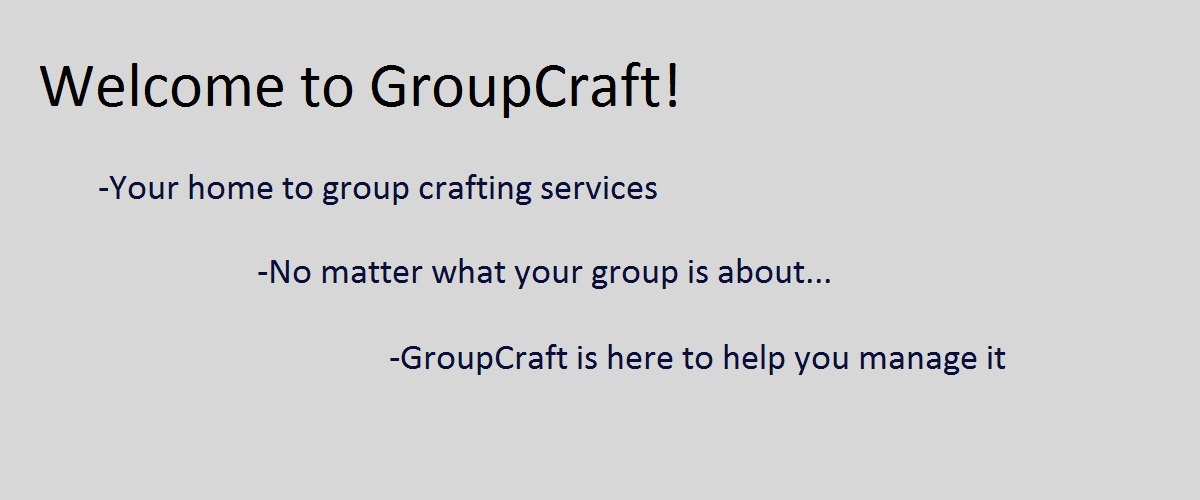 Welcome to GroupCraft!
-Your home to group crafting services
-No matter what your group is about...
-GroupCraft is here to help you manage it